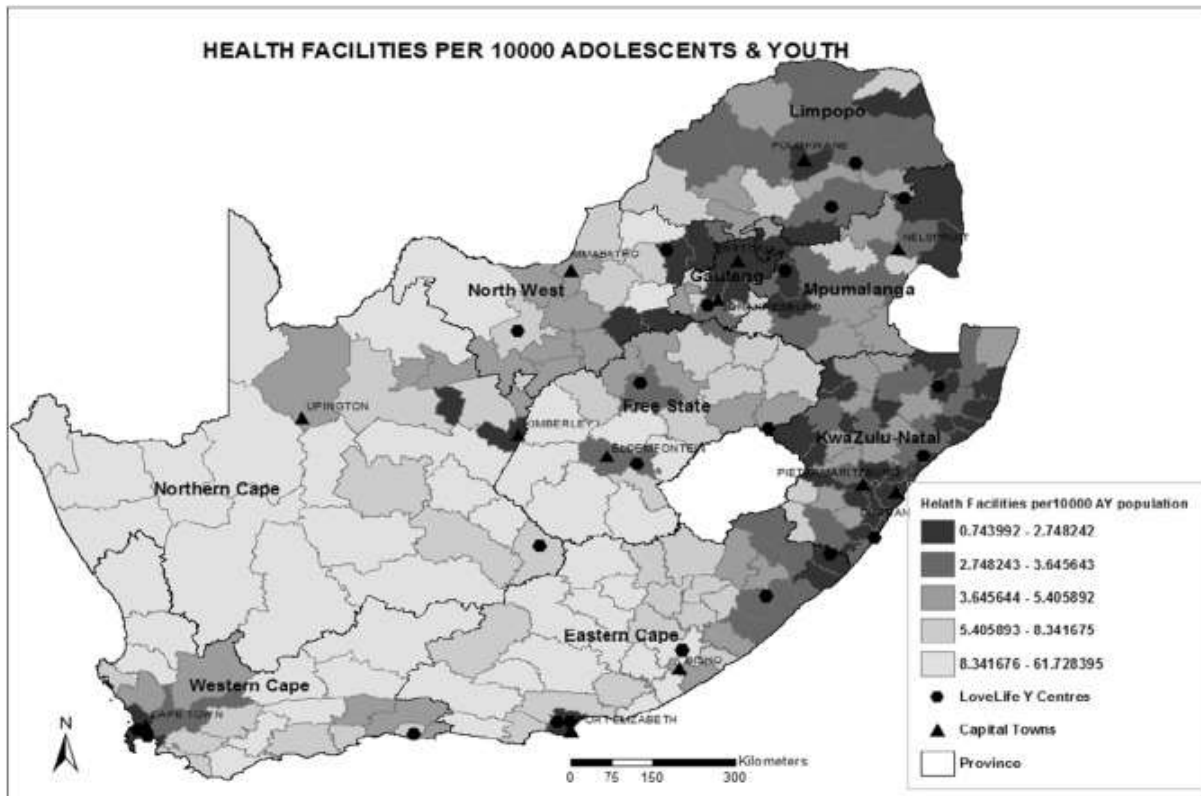 HEALTH FACILITIES PER 10000 ADOLESCENTS & YOUTH
Limpopo
POLOKWANE
NELSPRUIT
MMABATHO
Gauteng
North West
Mpumalanga
JOHANNESBURG
UPINGTON
Free State
KIMBERLEY
KwaZulu-Natal
BLOEMFONTEIN
PIETERMARITZBURG
Northern Cape
Eastern Cape
Western Cape
CAPE TOWN
PORT ELIZABETH
N
Kilometers
0 75 150 300
Helath Facilities per10000 AY population
0.743992 - 2.748242
2.748243 - 3.645643
3.645644 - 5.405892
5.405893 - 8.341675
8.341676 - 61.728395
LoveLife Y Centres
Capital Towns
Province